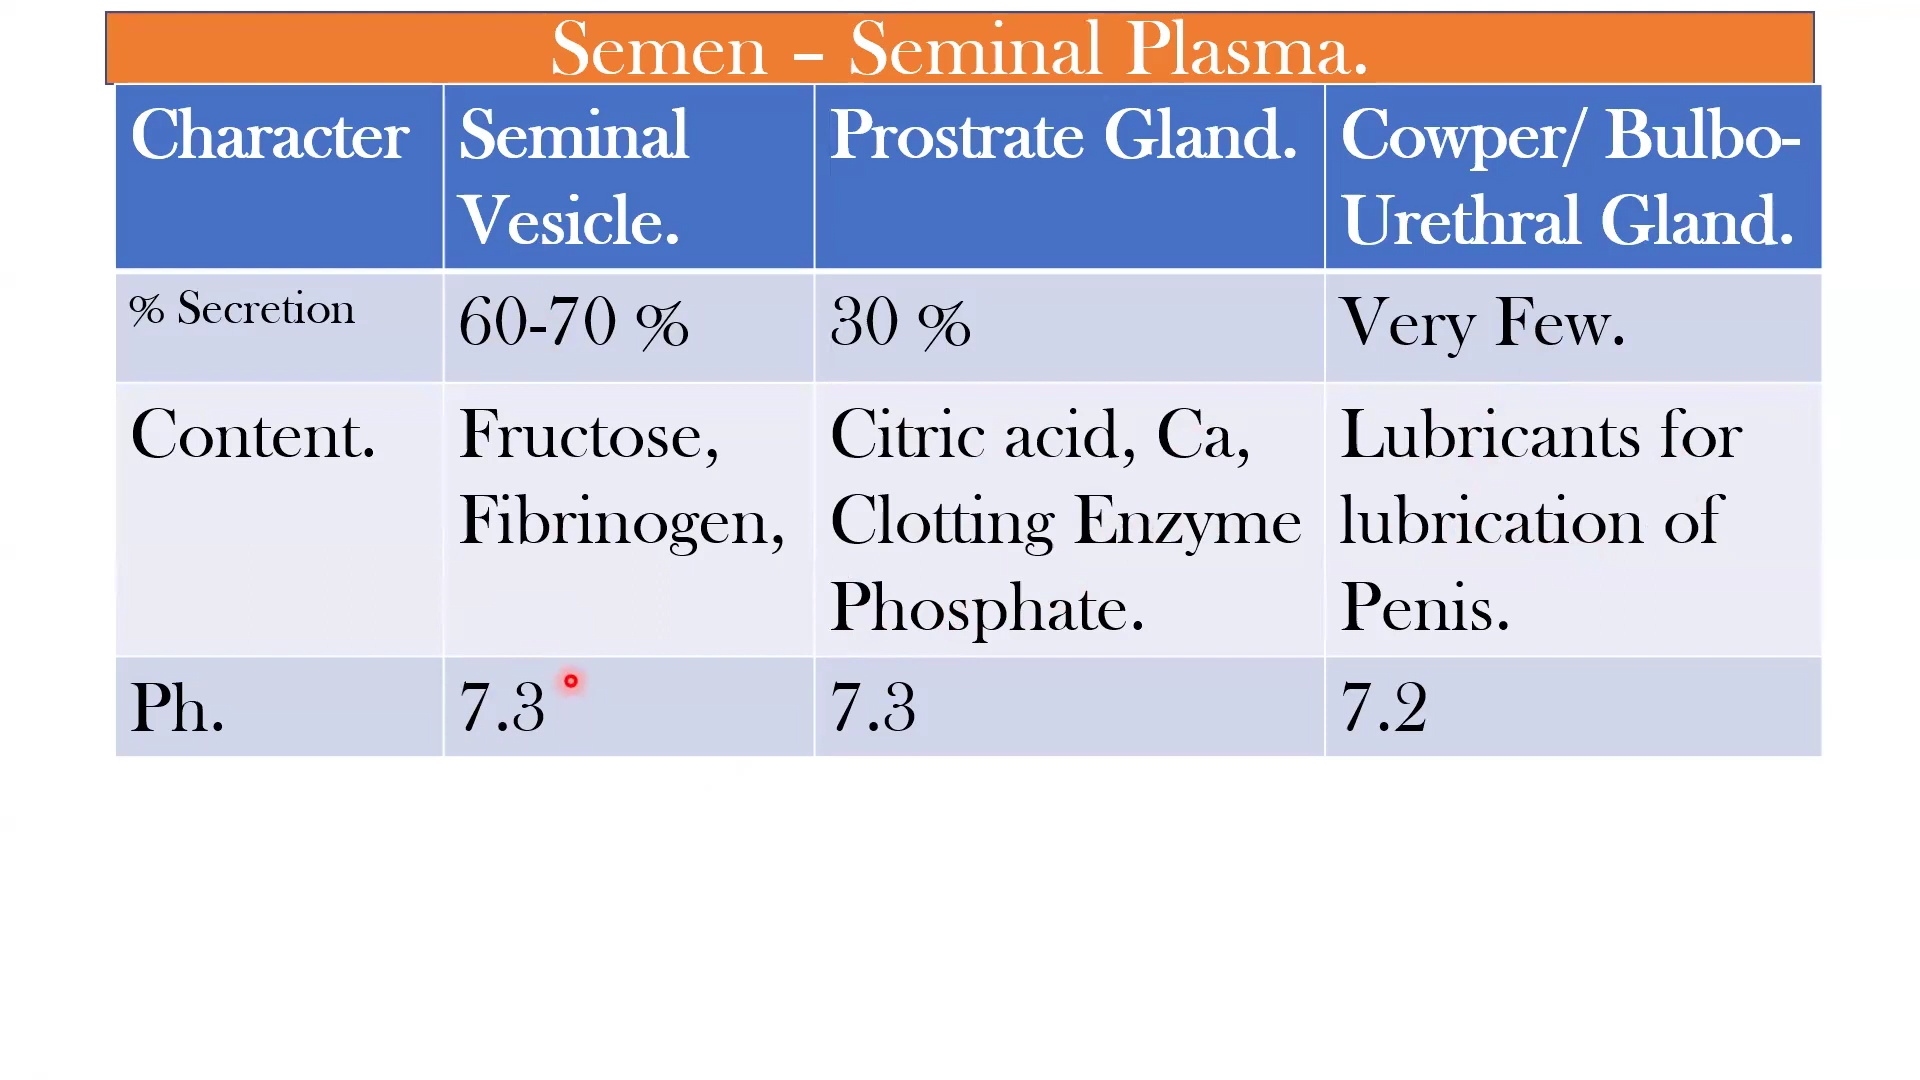 Semen – Seminal Plasma.
Character
Seminal
Vesicle.
Prostrate Gland.
Cowper/ Bulbo-
Urethral Gland.
% Secretion
60-70 %
30 %
Very Few.
Content.
Fructose,
Fibrinogen,
Citric acid, Ca,
Clotting Enzyme
Phosphate.
Lubricants for
lubrication of
Penis.
Ph.
7.3
7.3
7.2